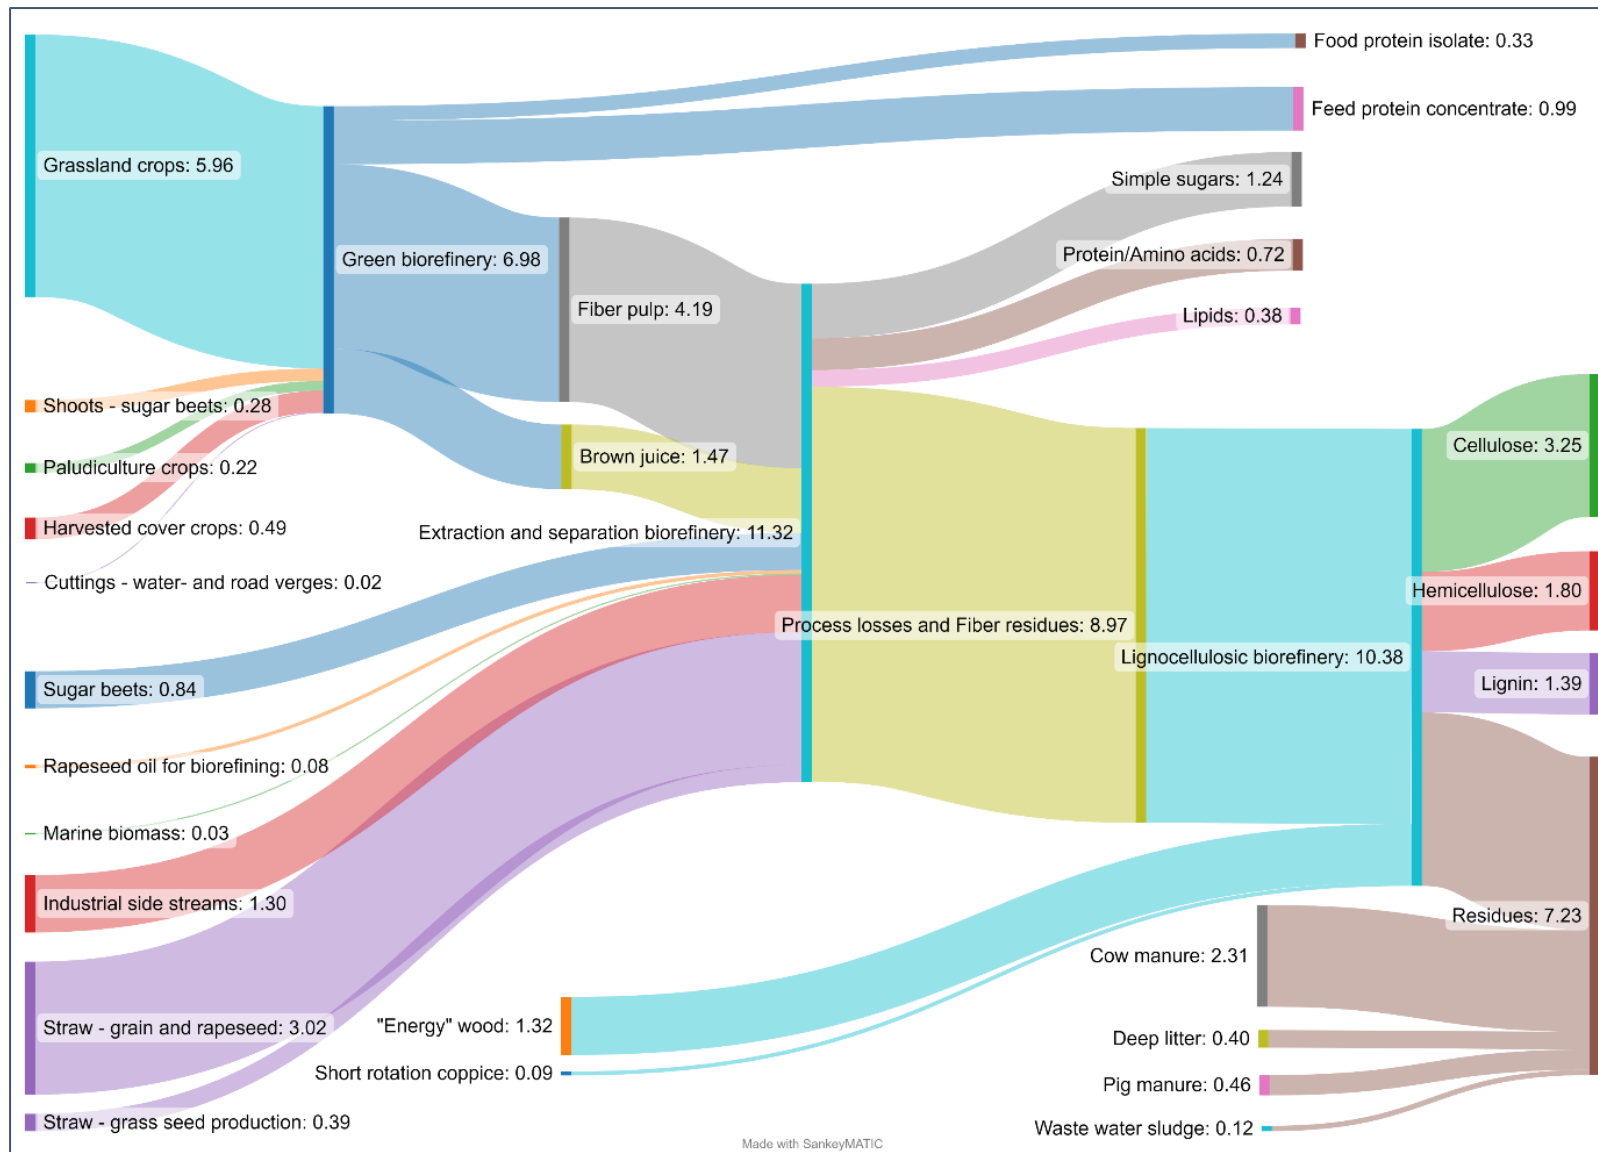 Food protein isolate: 0.33
Feed protein concentrate: 0.99
Grassland crops: 5.96
Simple sugars: 1.24
Green biorefinery: 6.98
Protein/Amino acids: 0.72
Fiber pulp: 4.19
Lipids: 0.38
Shoots - sugar beets: 0.28
Cellulose: 3.25
Paludiculture crops: 0.22
Brown juice: 1.47
Harvested cover crops: 0.49
Extraction and separation biorefinery: 11.32
Cuttings - water- and road verges: 0.02
Hemicellulose: 1.80
Process losses and Fiber residues: 8.97
Lignocellulosic biorefinery: 10.38
Sugar beets: 0.84
Lignin: 1.39
Rapeseed oil for biorefining: 0.08
Marine biomass: 0.03
Industrial side streams: 1.30
Residues: 7.23
Cow manure: 2.31
Straw - grain and rapeseed: 3.02
"Energy" wood: 1.32
Deep litter: 0.40
Short rotation coppice: 0.09
Pig manure: 0.46
Straw - grass seed production: 0.39
Waste water sludge: 0.12
Made with SankeyMATIC